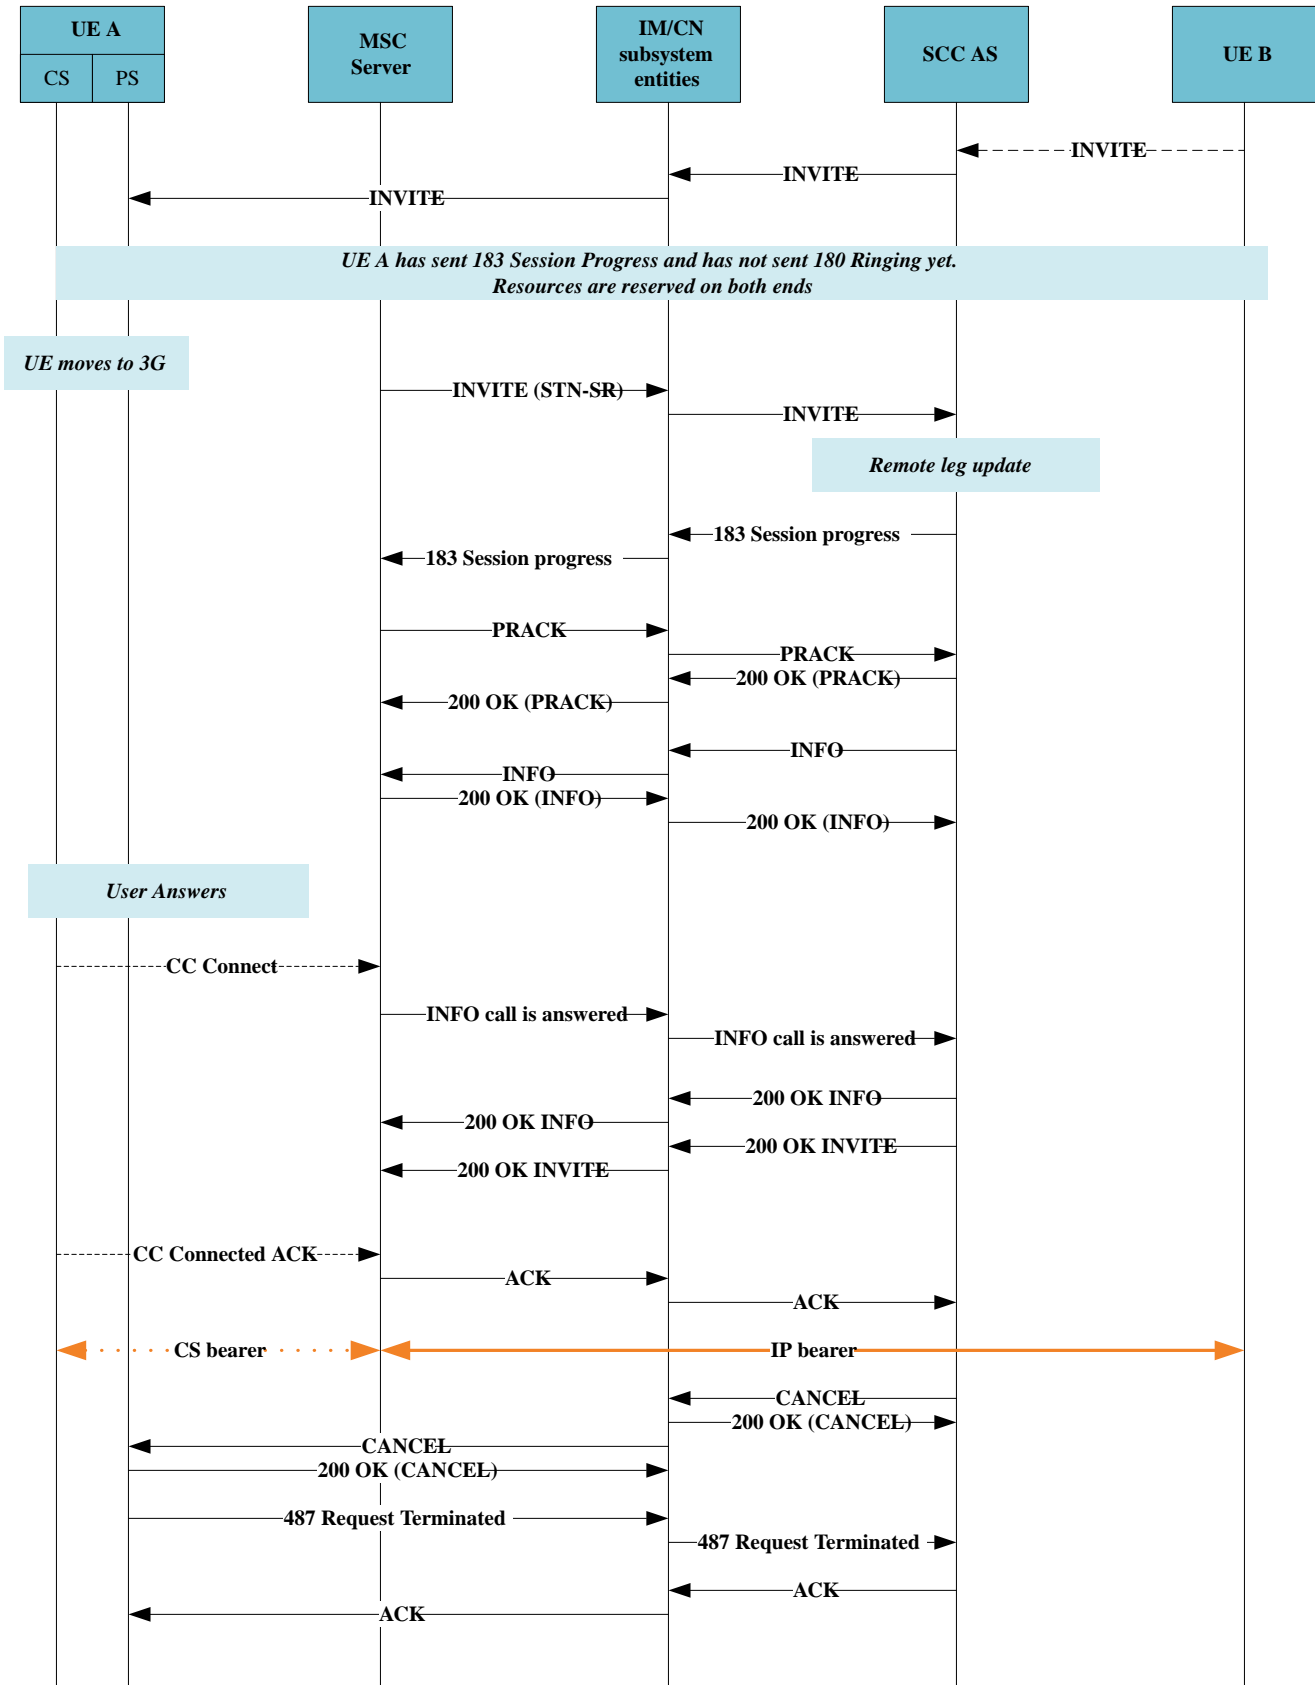 UE A
CS
PS
MSC
Server
IM/CN
subsystem
entities
SCC AS
UE B
INVITE
INVITE
INVITE
UE A has sent 183 Session Progress and has not sent 180 Ringing yet.
Resources are reserved on both ends
UE moves to 3G
INVITE (STN-SR)
INVITE
Remote leg update
183 Session progress
183 Session progress
PRACK
PRACK
200 OK (PRACK)
200 OK (PRACK)
INFO
INFO
200 OK (INFO)
200 OK (INFO)
User Answers
CC Connect
INFO call is answered
INFO call is answered
200 OK INFO
200 OK INFO
200 OK INVITE
200 OK INVITE
CC Connected ACK
ACK
ACK
CS bearer
IP bearer
CANCEL
200 OK (CANCEL)
CANCEL
200 OK (CANCEL)
487 Request Terminated
487 Request Terminated
ACK
ACK